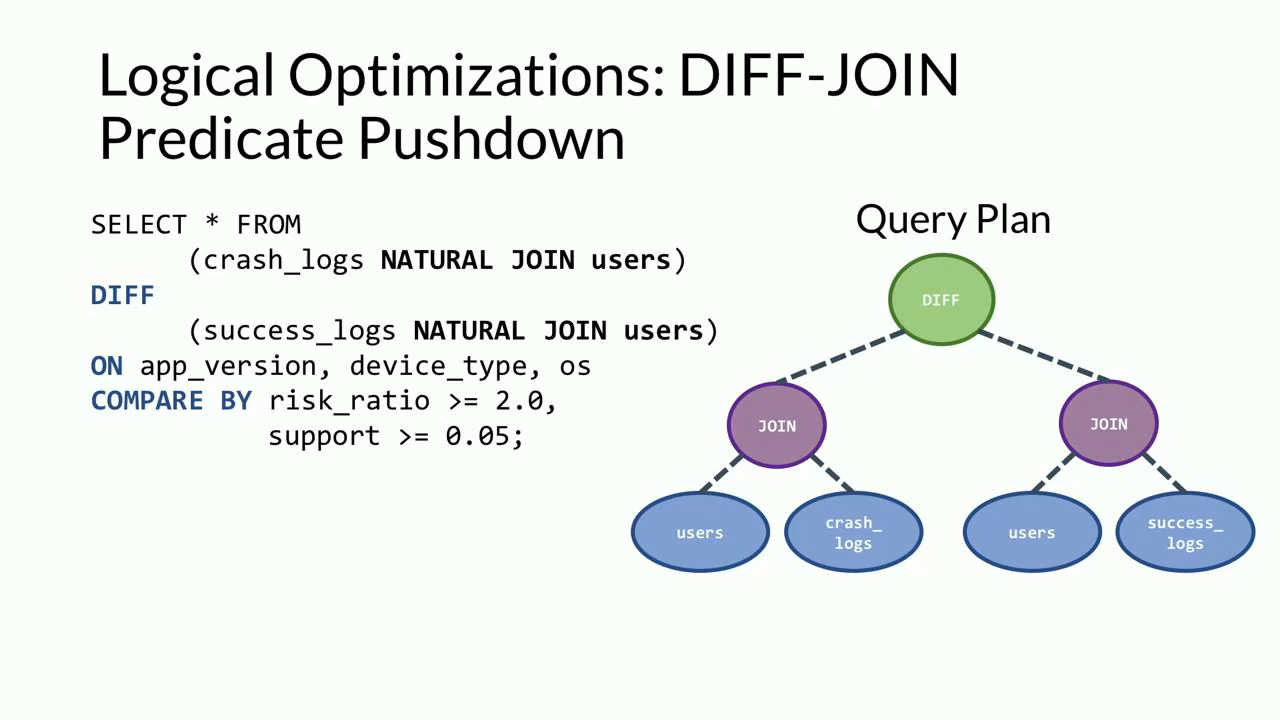 Logical Optimizations: DIFF-JOIN
Predicate Pushdown
SELECT * FROM
(crash_logs NATURAL JOIN users)
DIFF
(success_logs NATURAL JOIN users)
ON app_version, device_type, os
COMPARE BY risk_ratio >= 2.0,
support >= 0.05;
Query Plan
DIFF
JOIN
JOIN
users
crash_
logs
users
success_
logs